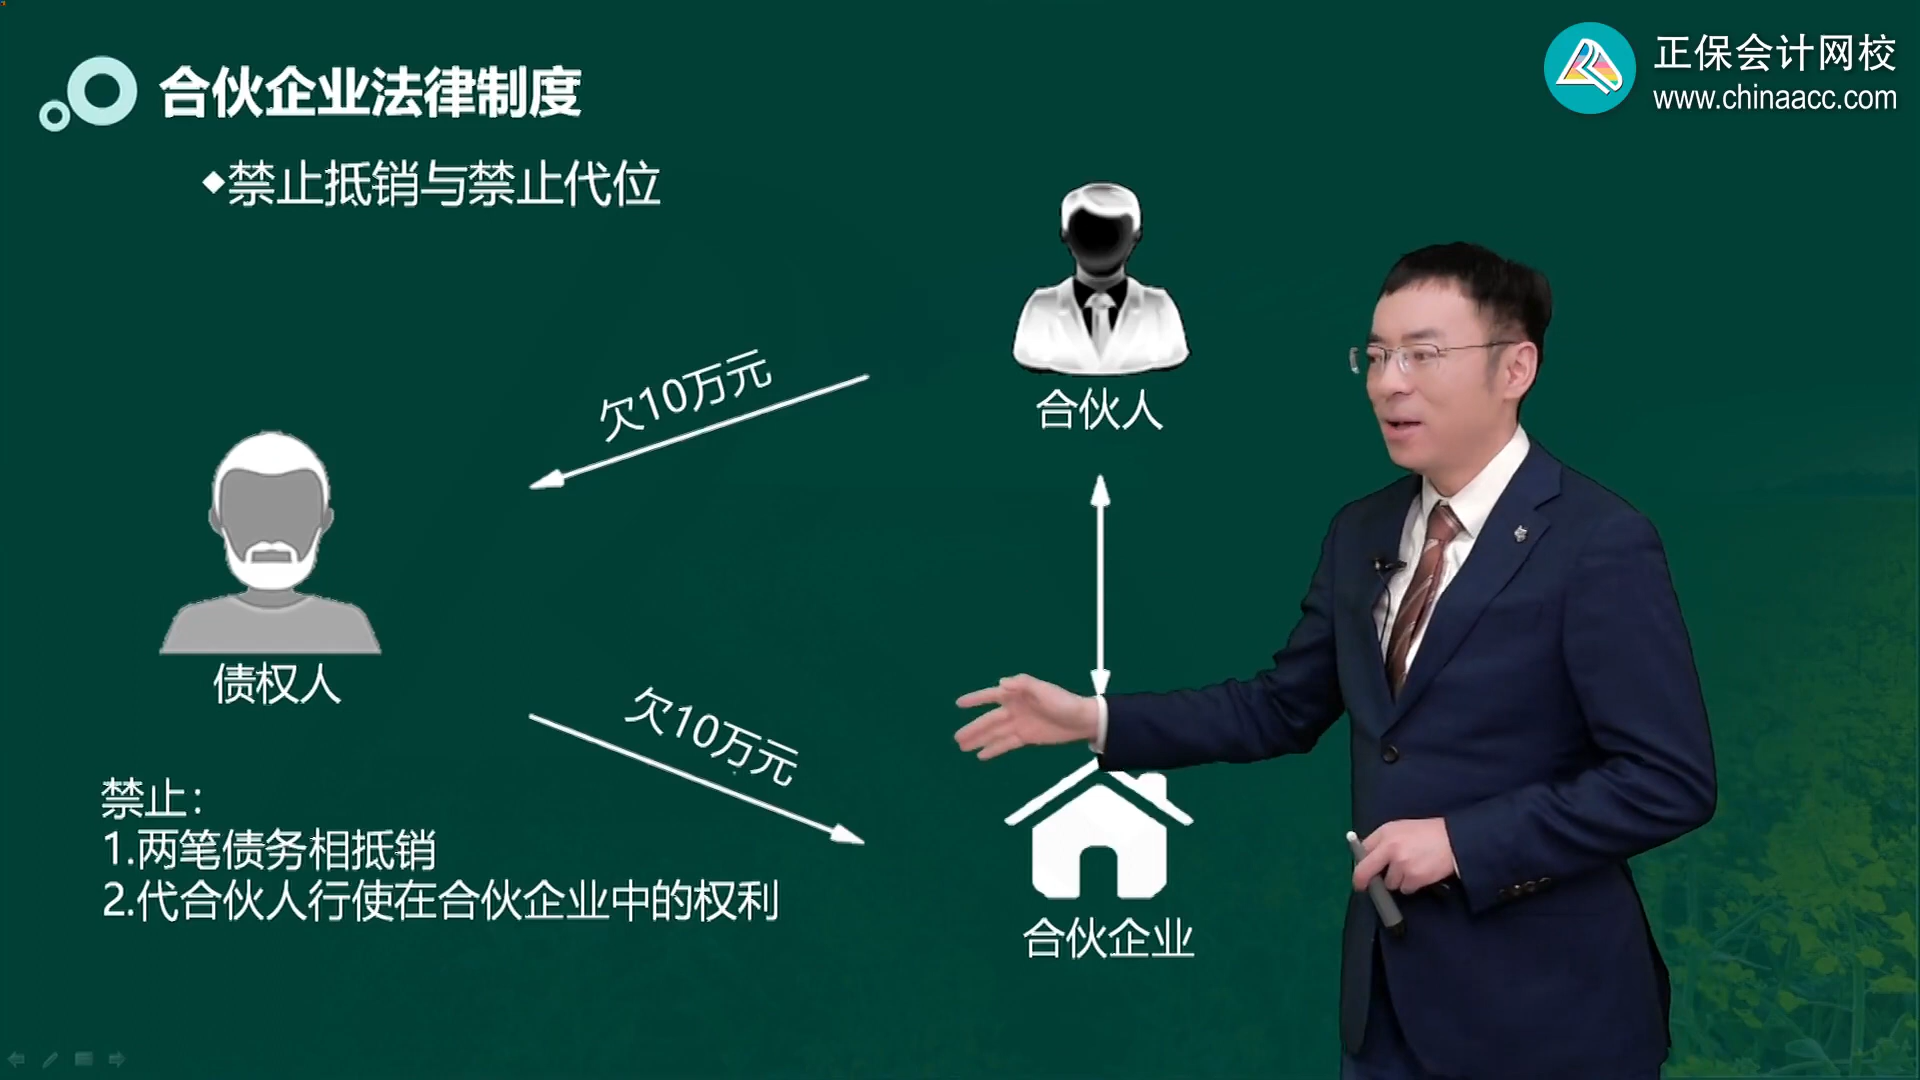 正保会计网校
www.chinaacc.com
合伙企业法律制度
◆禁止抵销与禁止代位
合伙人
欠10万元
债权人
欠10万元
禁止：
1.两笔债务相抵销
2.代合伙人行使在合伙企业中的权利
合伙企业